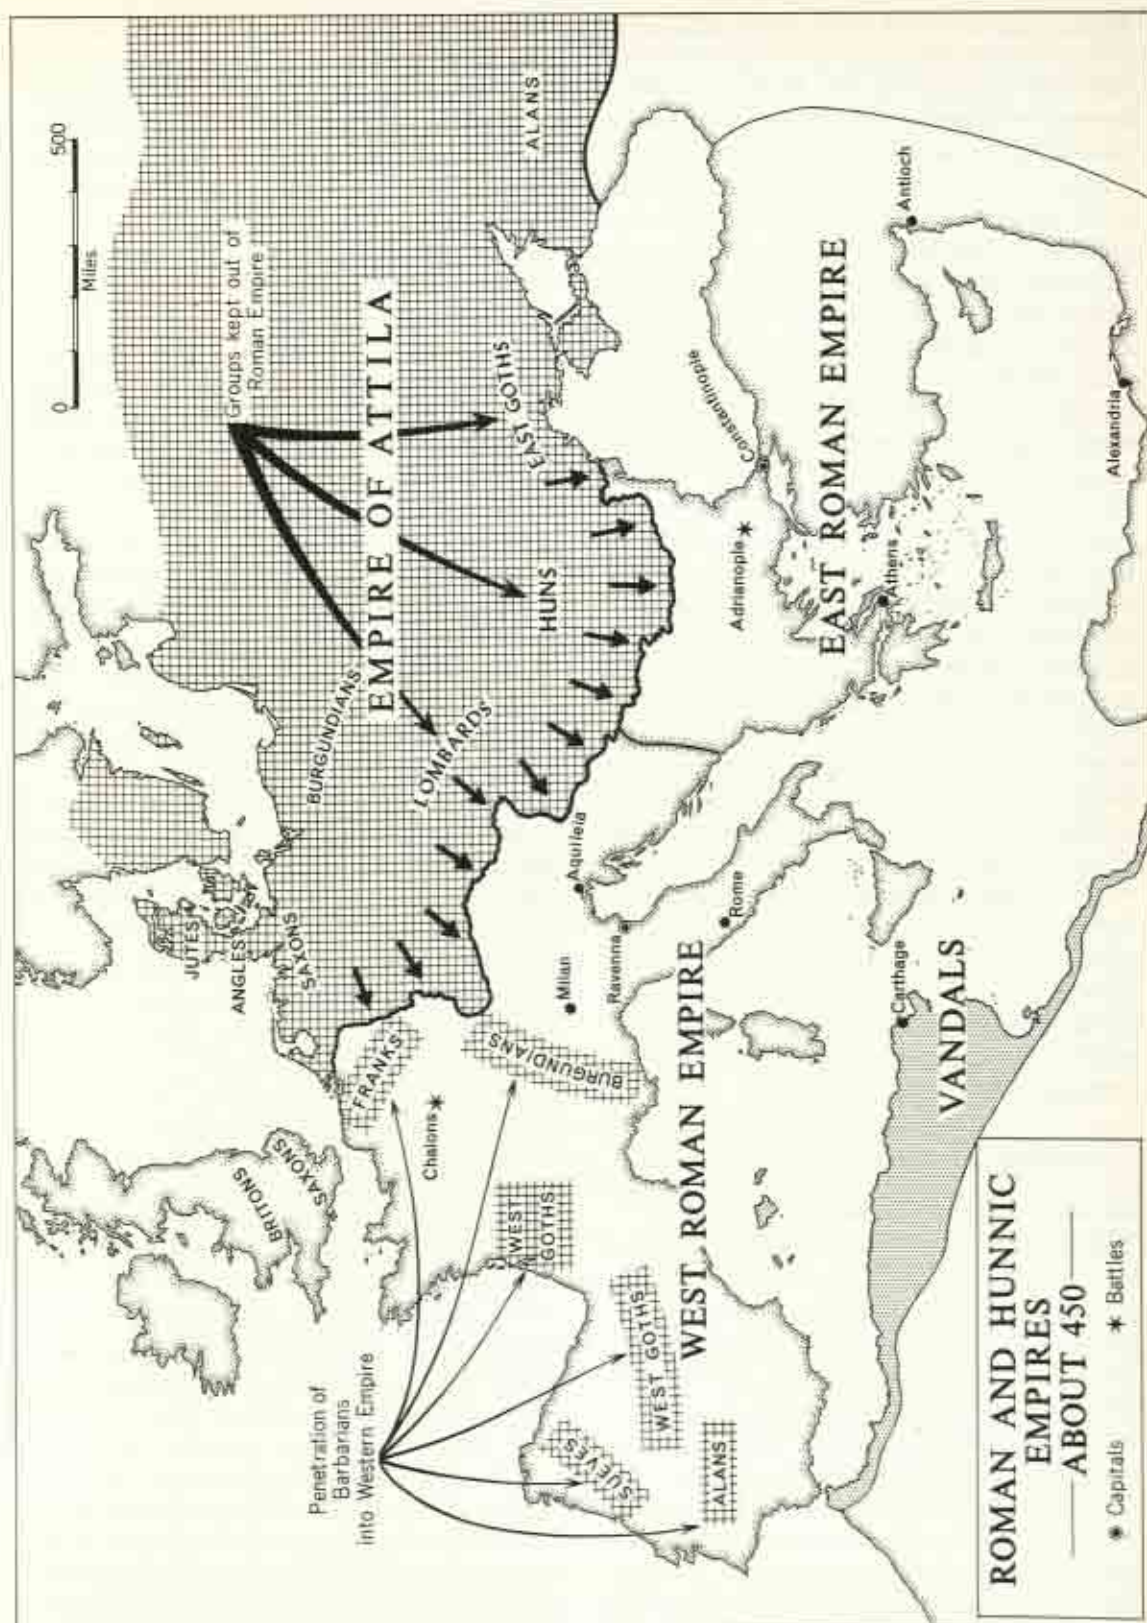 0 500
Miles
Groups kept out of
Roman Empire
EMPIRE OF ATTILA
ALANS
EAST GOTHS
HUNS
LOMBARDS
BURGUNDIANS
JUTES
ANGLES
SAXONS
BRITONS
SAXONS
Penetration of
Barbarians
into Western Empire
FRANKS
BURGUNDIANS
Chalons
WEST
GOTHS
WEST GOTHS
SUEVES
ALANS
WEST ROMAN EMPIRE
Milan
Aquileia
Ravenna
Rome
Carthage
VANDALS
EAST ROMAN EMPIRE
Adrianople
Constantinople
Athens
Antioch
Alexandria
ROMAN AND HUNNIC
EMPIRES
ABOUT 450
Capitals Battles